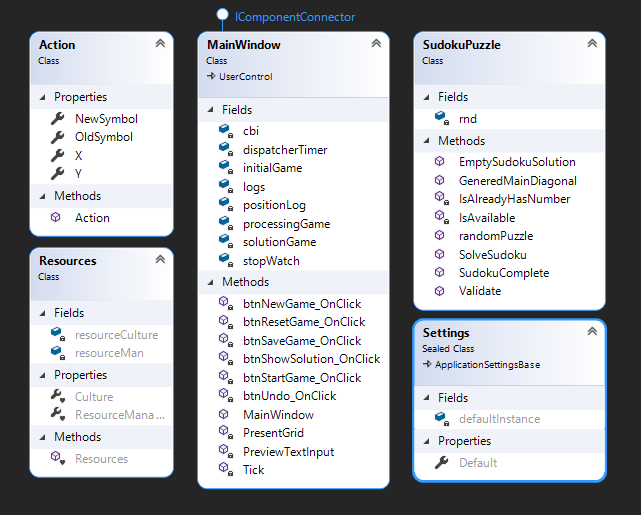 IComponentConnector
Action
Class
Properties
NewSymbol
OldSymbol
X
Y
Methods
Action
Resources
Class
Fields
resourceCulture
resourceMan
Properties
Culture
ResourceMana...
Methods
Resources
MainWindow
Class
UserControl
Fields
cbi
dispatcherTimer
initialGame
logs
positionLog
processingGame
solutionGame
stopWatch
Methods
btnNewGame_OnClick
btnResetGame_OnClick
btnSaveGame_OnClick
btnShowSolution_OnClick
btnStartGame_OnClick
btnUndo_OnClick
MainWindow
PresentGrid
PreviewTextInput
Tick
SudokuPuzzle
Class
Fields
rnd
Methods
EmptySudokuSolution
GeneredMainDiagonal
IsAlreadyHasNumber
IsAvailable
randomPuzzle
SolveSudoku
SudokuComplete
Validate
Settings
Sealed Class
ApplicationSettingsBase
Fields
defaultInstance
Properties
Default